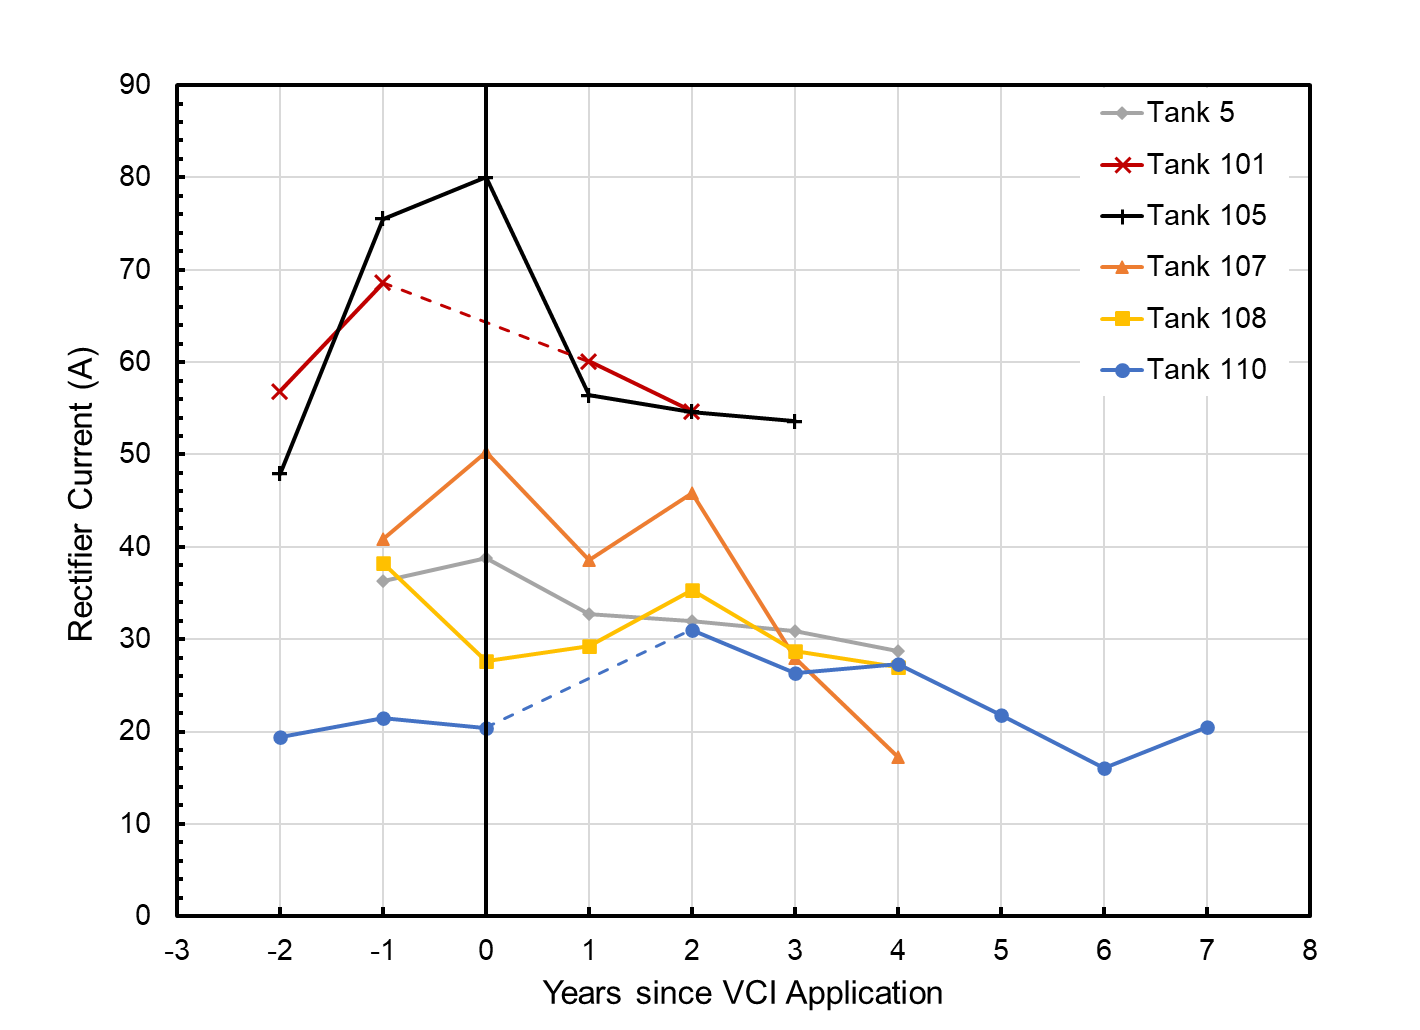 90
80
70
60
50
40
30
20
10
0
Rectifier Current (A)
Tank 5
Tank 101
Tank 105
Tank 107
Tank 108
Tank 110
-3 -2 -1 0 1 2 3 4 5 6 7 8
Years since VCI Application